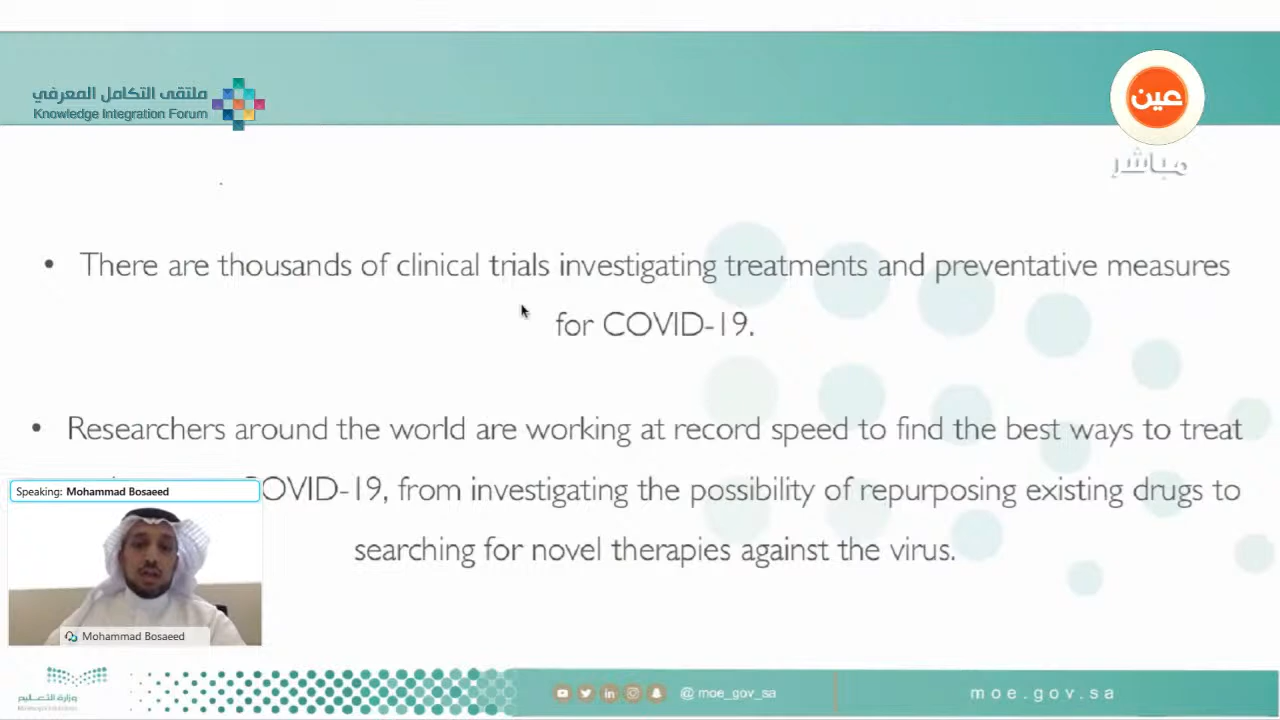 ملتقى التكامل المعرفي
Knowledge Integration Forum
عين
مباشر
• There are thousands of clinical trials investigating treatments and preventative measures
for COVID-19.
• Researchers around the world are working at record speed to find the best ways to treat
COVID-19, from investigating the possibility of repurposing existing drugs to
searching for novel therapies against the virus.
Speaking: Mohammad Bosaeed
Mohammad Bosaeed
وزارة التعليم
@moe_gov_sa
moe.gov.sa